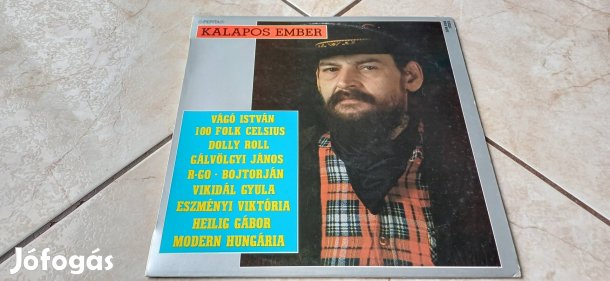 KALAPOS EMBER
VÁGÓ ISTVÁN
100 FOLK CELSIUS
DOLLY ROLL
GÁLVÖLGYI JÁNOS
R-GO · BOJTORJÁN
VIKIDÁL GYULA
ESZMÉNYI VIKTÓRIA
HEILIG GÁBOR
MODERN HUNGÁRIA
Jófogás